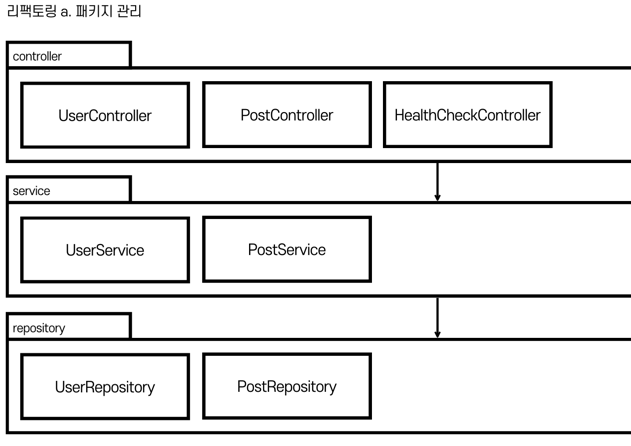 리팩토링 a. 패키지 관리
controller
UserController
PostController
HealthCheckController
service
UserService
PostService
repository
UserRepository
PostRepository